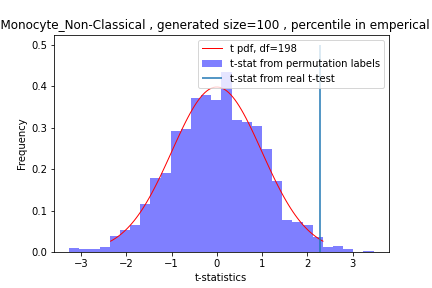 Monocyte_Non-Classical , generated size=100 , percentile in emperical
0.5
0.4
0.3
0.2
0.1
0.0
Frequency
t pdf, df=198
t-stat from permutation labels
t-stat from real t-test
−3 −2 −1 0 1 2 3
t-statistics